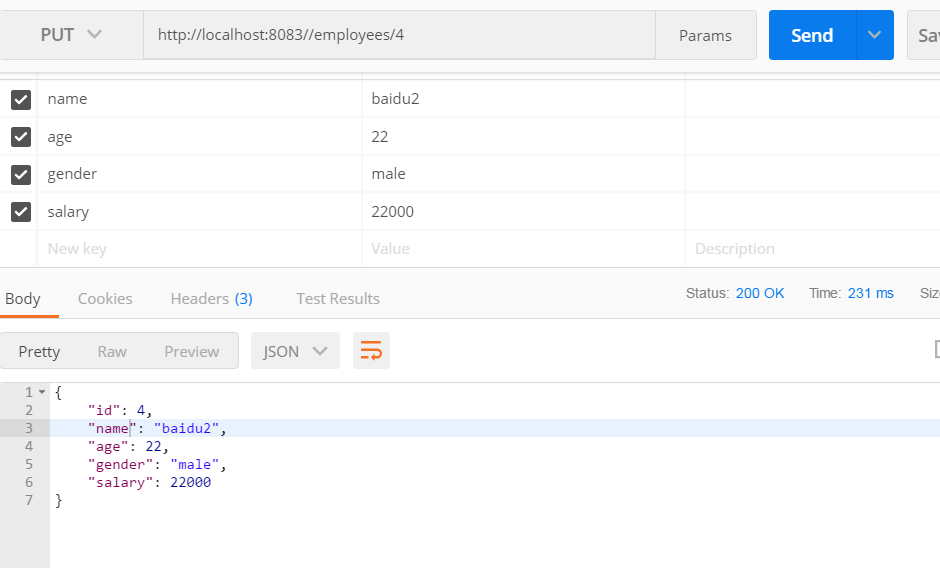 PUT http://localhost:8083//employees/4 Params Send Sav
name baidu2
age 22
gender male
salary 22000
New key Value Description
Body Cookies Headers (3) Test Results Status: 200 OK Time: 231 ms Size
Pretty Raw Preview JSON
1 {
2 "id": 4,
3 "name": "baidu2",
4 "age": 22,
5 "gender": "male",
6 "salary": 22000
7 }